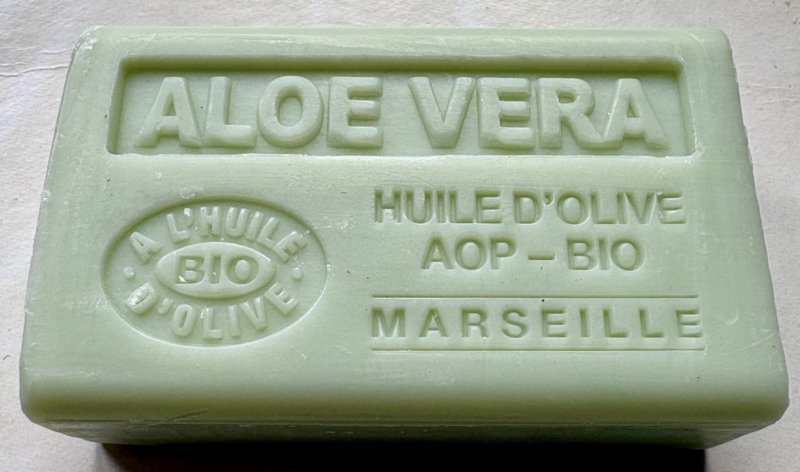 ALOE VERA
A L'HUILE
BIO
• D'OLIVE •
HUILE D'OLIVE
AOP – BIO
MARSEILLE